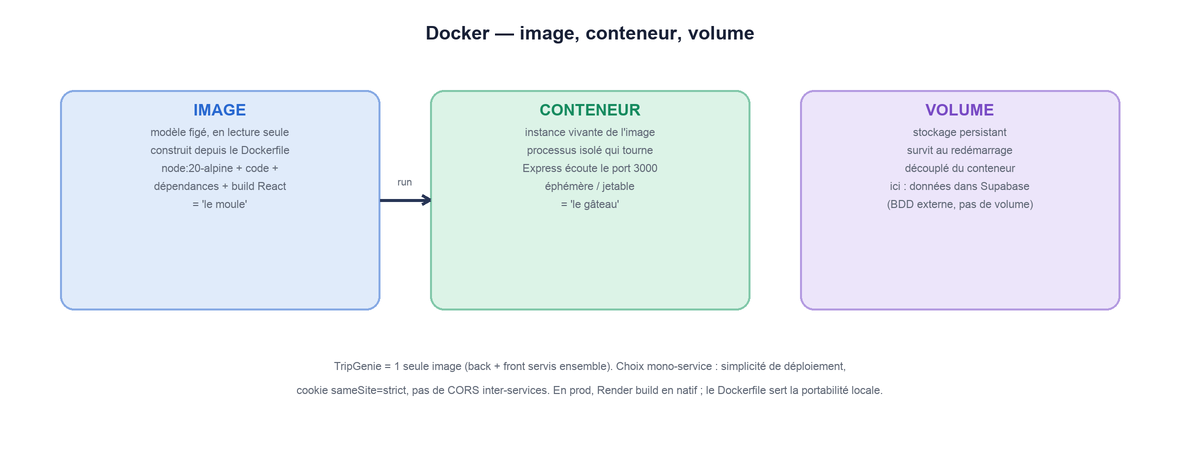 Docker — image, conteneur, volume
IMAGE
modèle figé, en lecture seule
construit depuis le Dockerfile
node:20-alpine + code +
dépendances + build React
= 'le moule'
run
CONTENEUR
instance vivante de l'image
processus isolé qui tourne
Express écoute le port 3000
éphémère / jetable
= 'le gâteau'
VOLUME
stockage persistant
survit au redémarrage
découplé du conteneur
ici : données dans Supabase
(BDD externe, pas de volume)
TripGenie = 1 seule image (back + front servis ensemble). Choix mono-service : simplicité de déploiement,
cookie sameSite=strict, pas de CORS inter-services. En prod, Render build en natif ; le Dockerfile sert la portabilité locale.